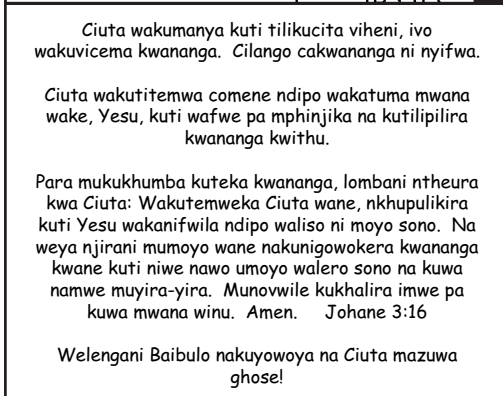 Ciuta wakumanya kuti tilikucita viheni, ivo
wakuvicema kwananga.  Cilango cakwananga ni nyifwa.
Ciuta wakutitemwa comene ndipo wakatuma mwana
wake, Yesu, kuti wafwe pa mphinjika na kutilipilira
kwananga kwithu.
Para mukukhumba kuteka kwananga, lombani ntheura
kwa Ciuta: Wakutemweka Ciuta wane, nkhupulikira
kuti Yesu wakanifwila ndipo waliso ni moyo sono.  Na
weya njirani mumoyo wane nakunigowokera kwananga
kwane kuti niwe nawo umoyo walero sono na kuwa
namwe muyira-yira.  Munovwile kukhalira imwe pa
kuwa mwana winu.  Amen.     Johane 3:16
Welengani Baibulo nakuyowoya na Ciuta mazuwa
ghose!